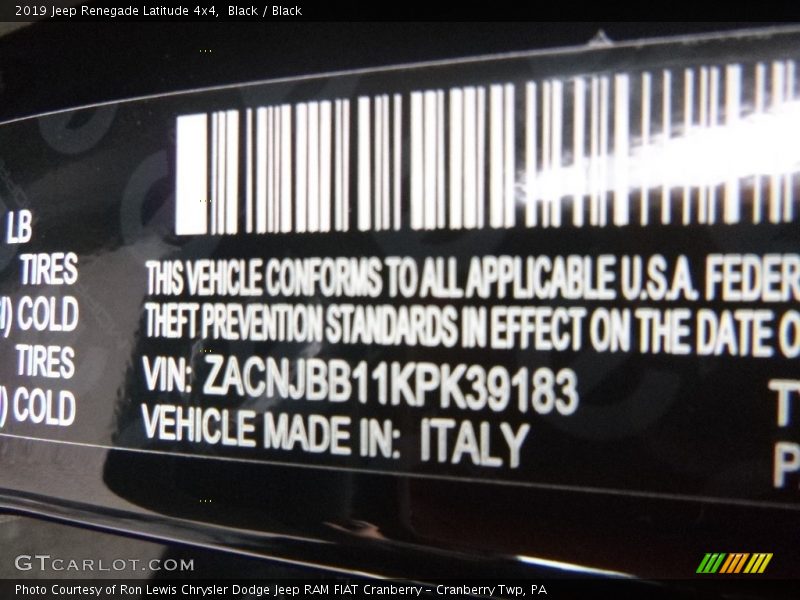 2019 Jeep Renegade Latitude 4x4,  Black / Black
LB
TIRES
COLD
TIRES
COLD
THIS VEHICLE CONFORMS TO ALL APPLICABLE U.S.A. FEDER
THEFT PREVENTION STANDARDS IN EFFECT ON THE DATE O
VIN: ZACNJBB11KPK39183
VEHICLE MADE IN: ITALY
T
P
GTCARLOT.COM
Photo Courtesy of Ron Lewis Chrysler Dodge Jeep RAM FIAT Cranberry – Cranberry Twp, PA